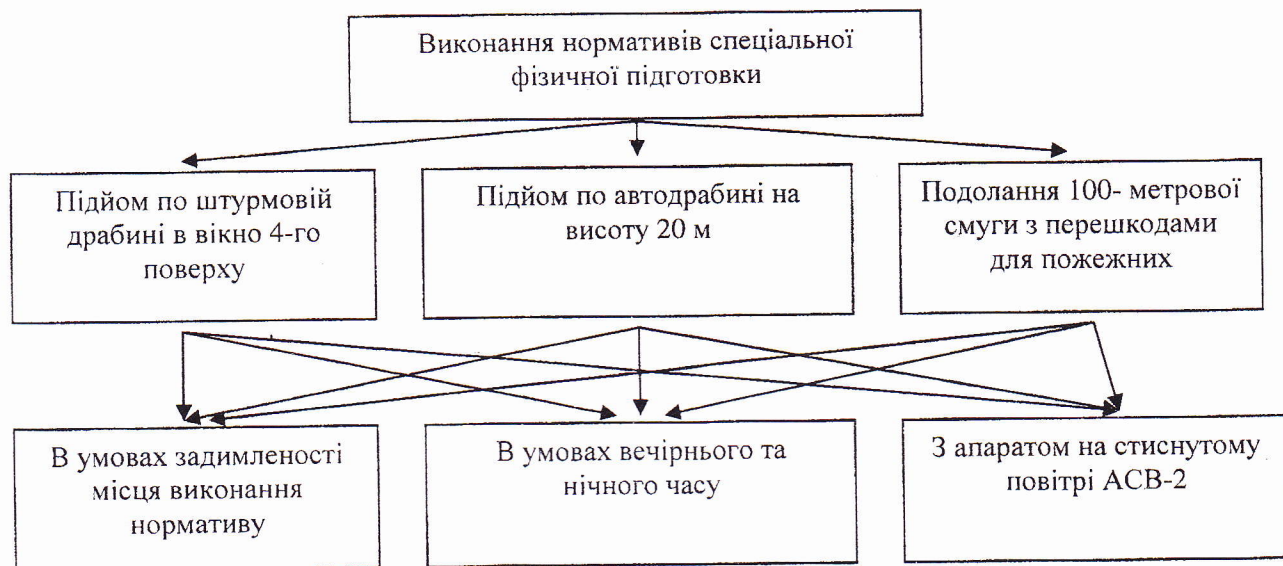 Виконання нормативів спеціальної
фізичної підготовки
Підйом по штурмовій
драбині в вікно 4-го
поверху
Підйом по автодрабині на
висоту 20 м
Подолання 100- метрової
смуги з перешкодами
для пожежних
В умовах задимленості
місця виконання
нормативу
В умовах вечірнього та
нічного часу
З апаратом на стиснутому
повітрі АСВ-2